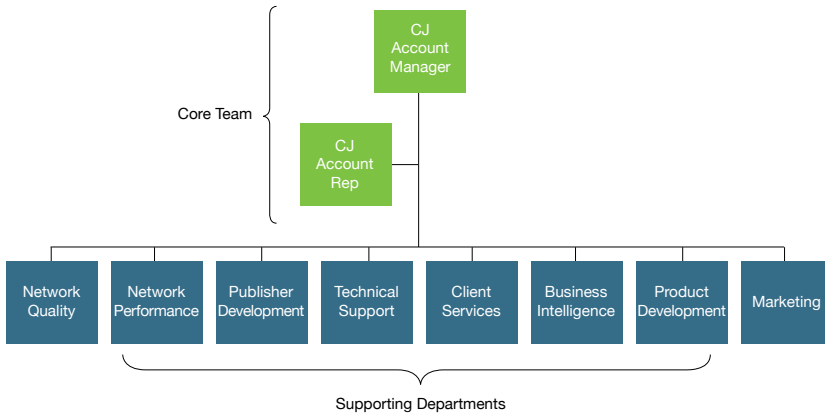 CJ
Account
Manager
Core Team
CJ
Account
Rep
Network
Quality
Network
Performance
Publisher
Development
Technical
Support
Client
Services
Business
Intelligence
Product
Development
Marketing
Supporting Departments